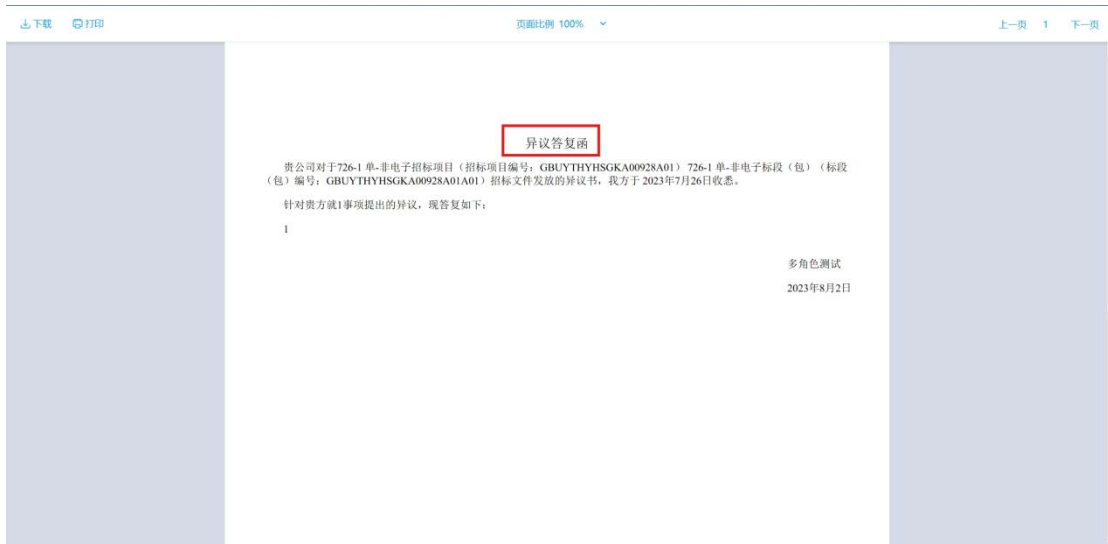 下载 打印 页面比例 100% 上一页 1 下一页
异议答复函
贵公司对于726-1 单-非电子招标项目（招标项目编号：GBUYTHYHSGKA00928A01） 726-1 单-非电子标段（包）（标段
（包）编号：GBUYTHYHSGKA00928A01A01）招标文件发放的异议书，我方于 2023年7月26日收悉。
针对贵方就1事项提出的异议，现答复如下：
1
多角色测试
2023年8月2日